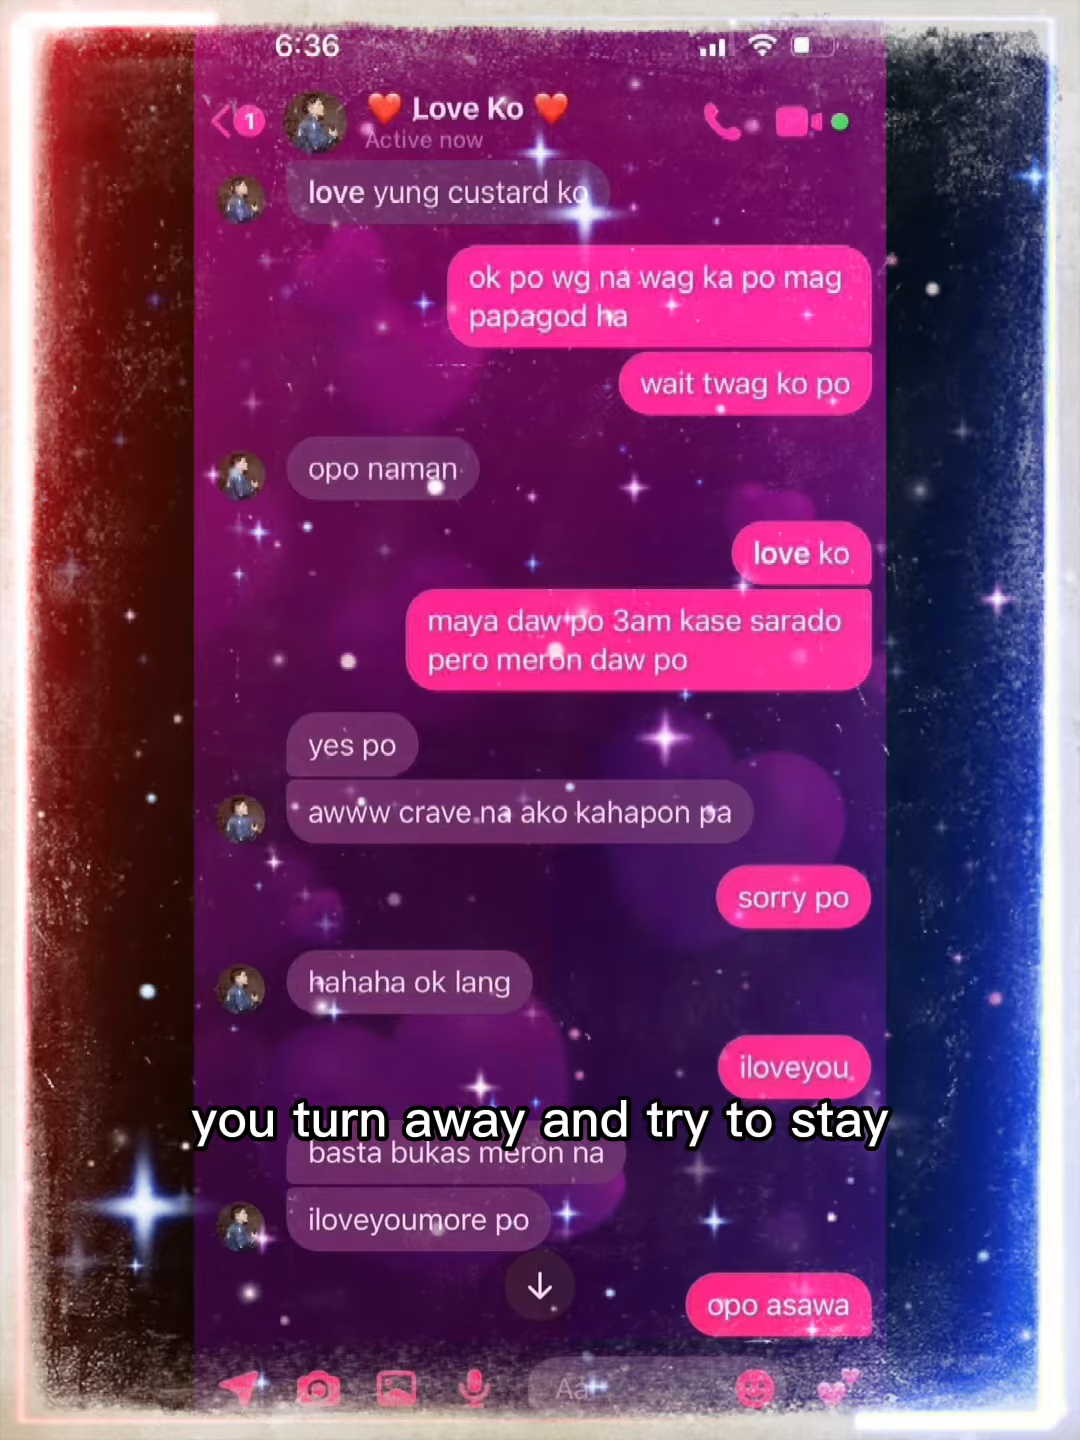 6:36
1
❤️ Love Ko ❤️
Active now
love yung custard ko
ok po wg na wag ka po mag
papagod ha
wait twag ko po
opo naman
love ko
maya daw po 3am kase sarado
pero meron daw po
yes po
awww crave na ako kahapon pa
sorry po
hahaha ok lang
iloveyou
you turn away and try to stay
basta bukas meron na
iloveyoumore po
opo asawa
Aa